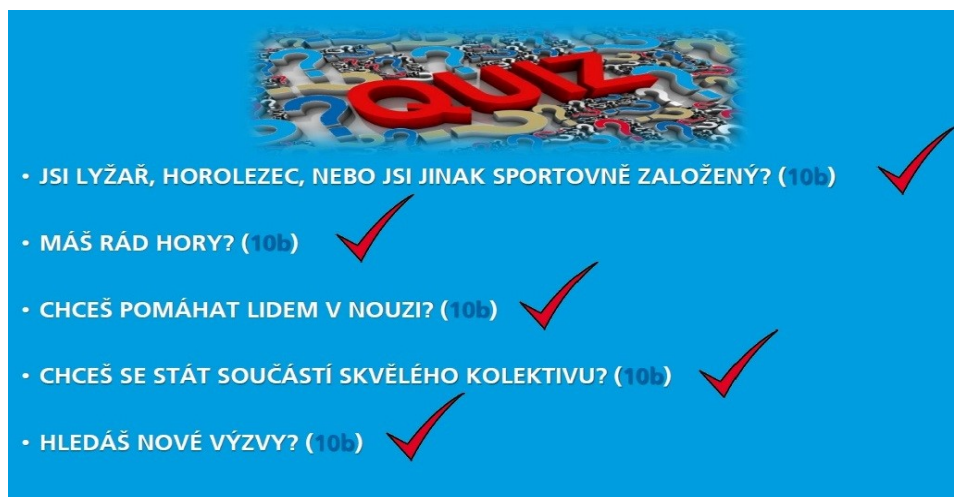 QUIZ
• JSI LYŽAŘ, HOROLEZEC, NEBO JSI JINAK SPORTOVNĚ ZALOŽENÝ? (10b)
• MÁŠ RÁD HORY? (10b)
• CHCEŠ POMÁHAT LIDEM V NOUZI? (10b)
• CHCEŠ SE STÁT SOUČÁSTÍ SKVĚLÉHO KOLEKTIVU? (10b)
• HLEDÁŠ NOVÉ VÝZVY? (10b)